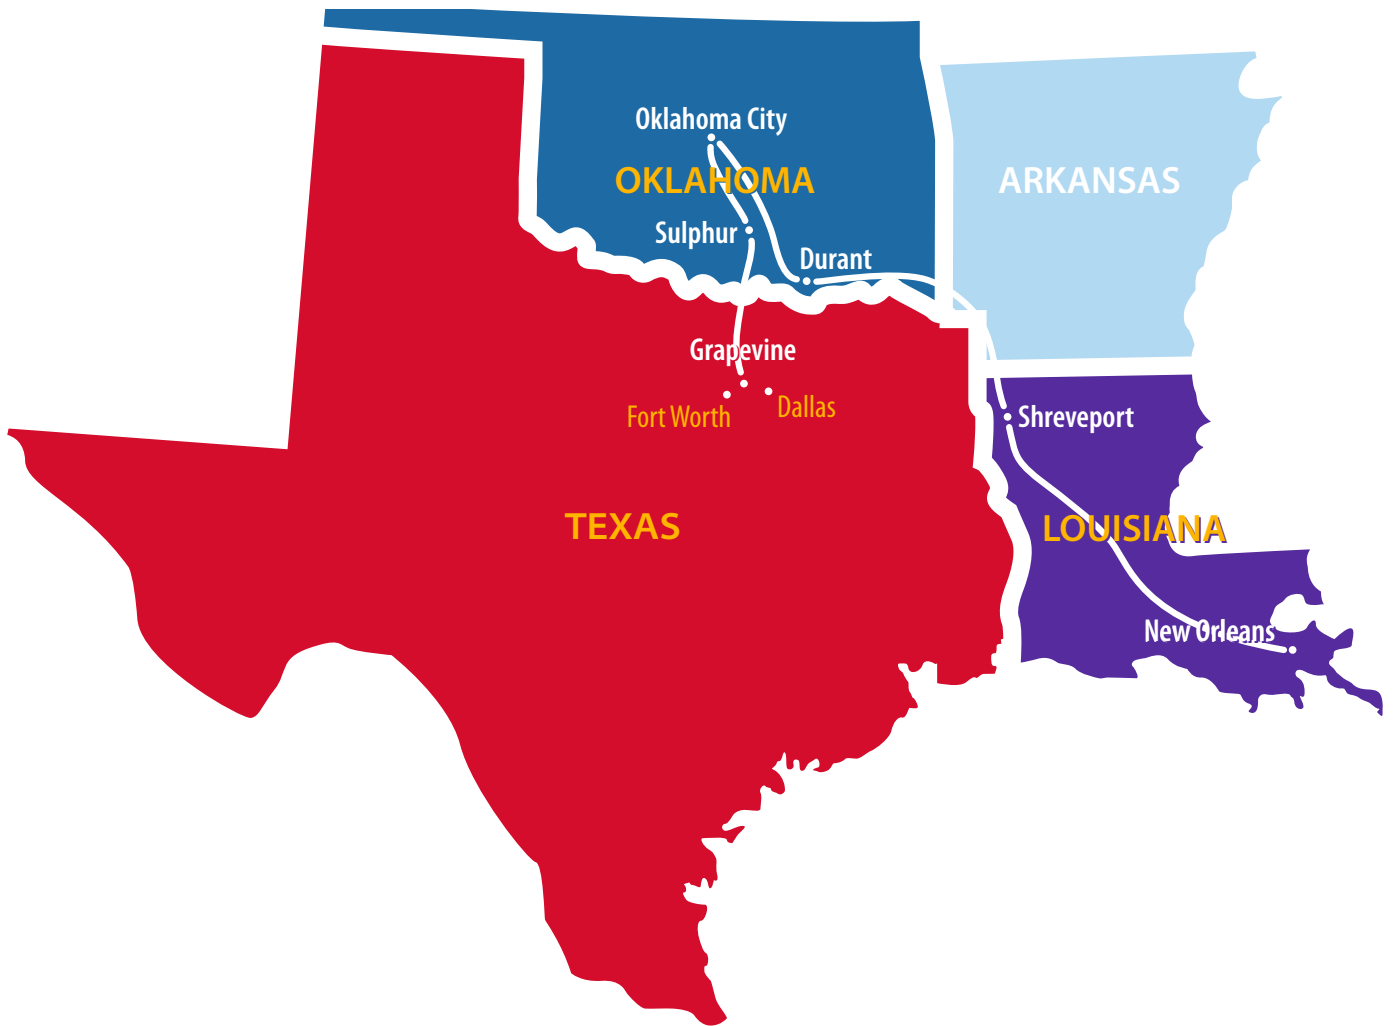 Oklahoma City
OKLAHOMA
ARKANSAS
Sulphur
Durant
Grapevine
Fort Worth
Dallas
Shreveport
TEXAS
LOUISIANA
New Orleans